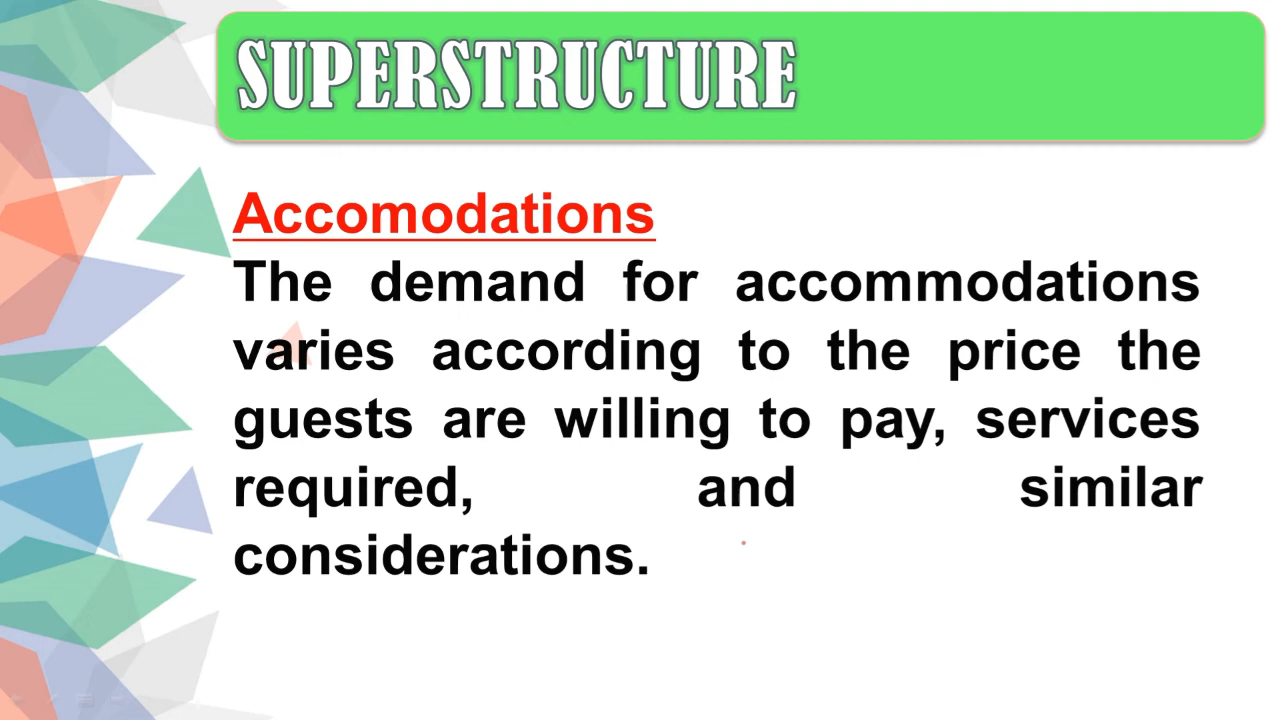 SUPERSTRUCTURE
Accomodations
The demand for accommodations
varies according to the price the
guests are willing to pay, services
required, and similar
considerations.